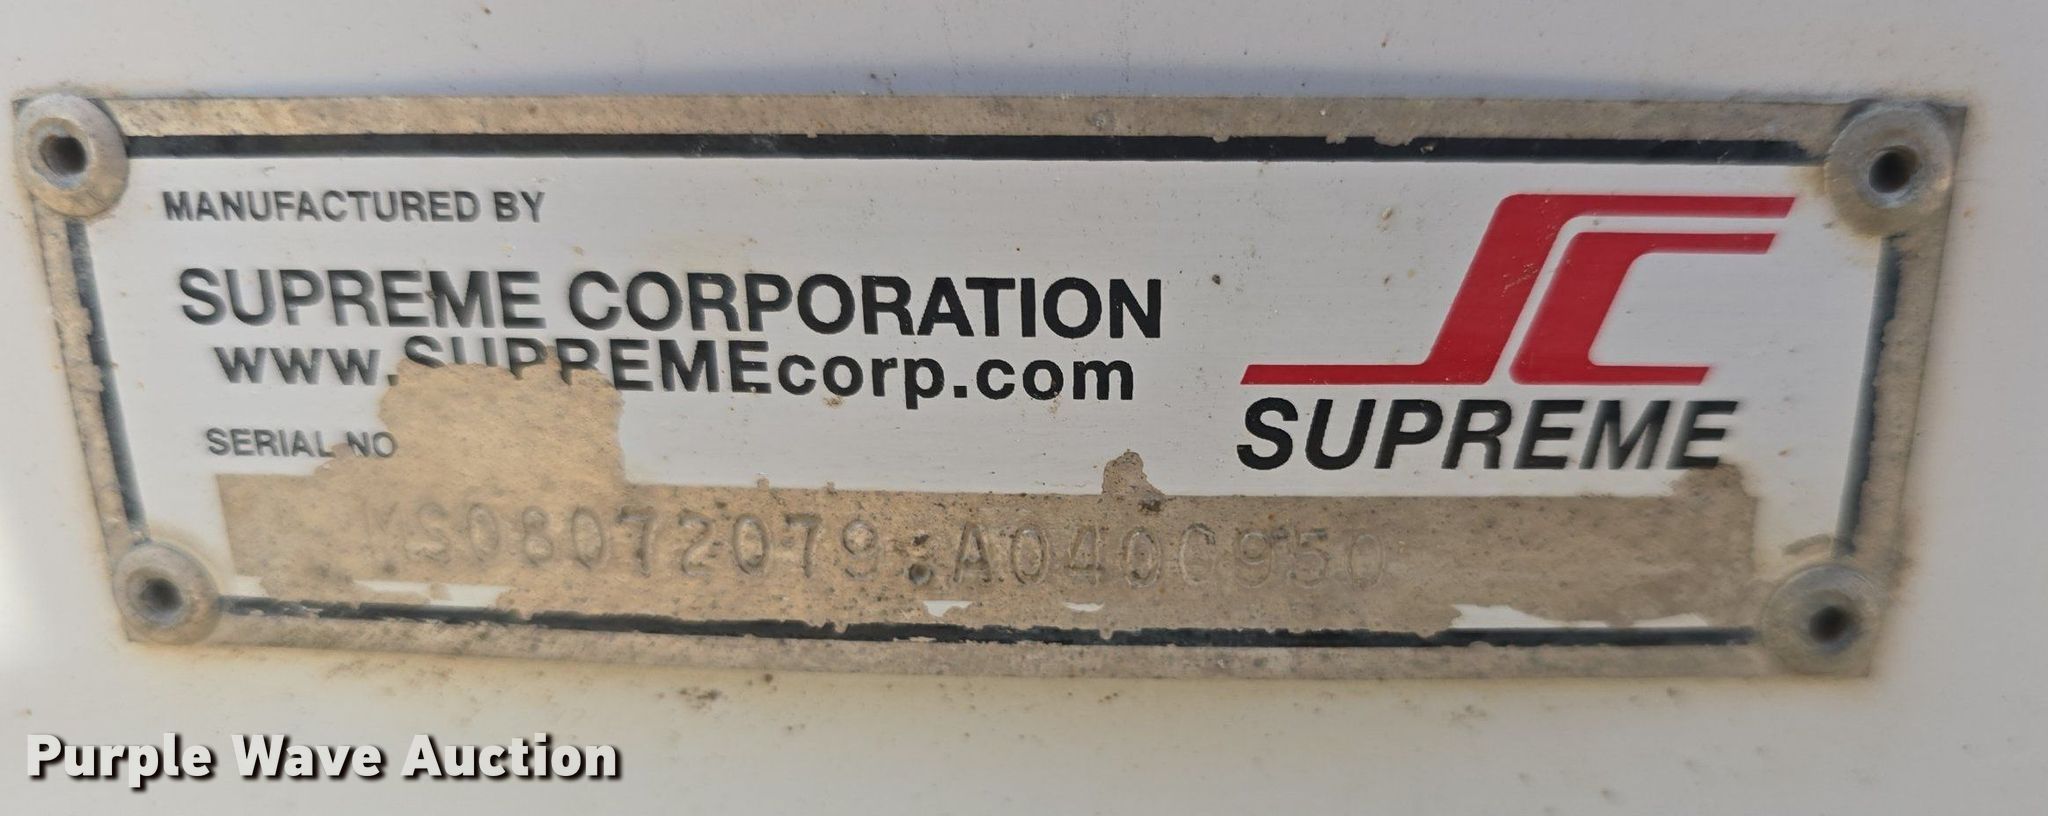 MANUFACTURED BY
SUPREME CORPORATION
www.SUPREMEcorp.com
SUPREME
SERIAL NO
Purple Wave Auction